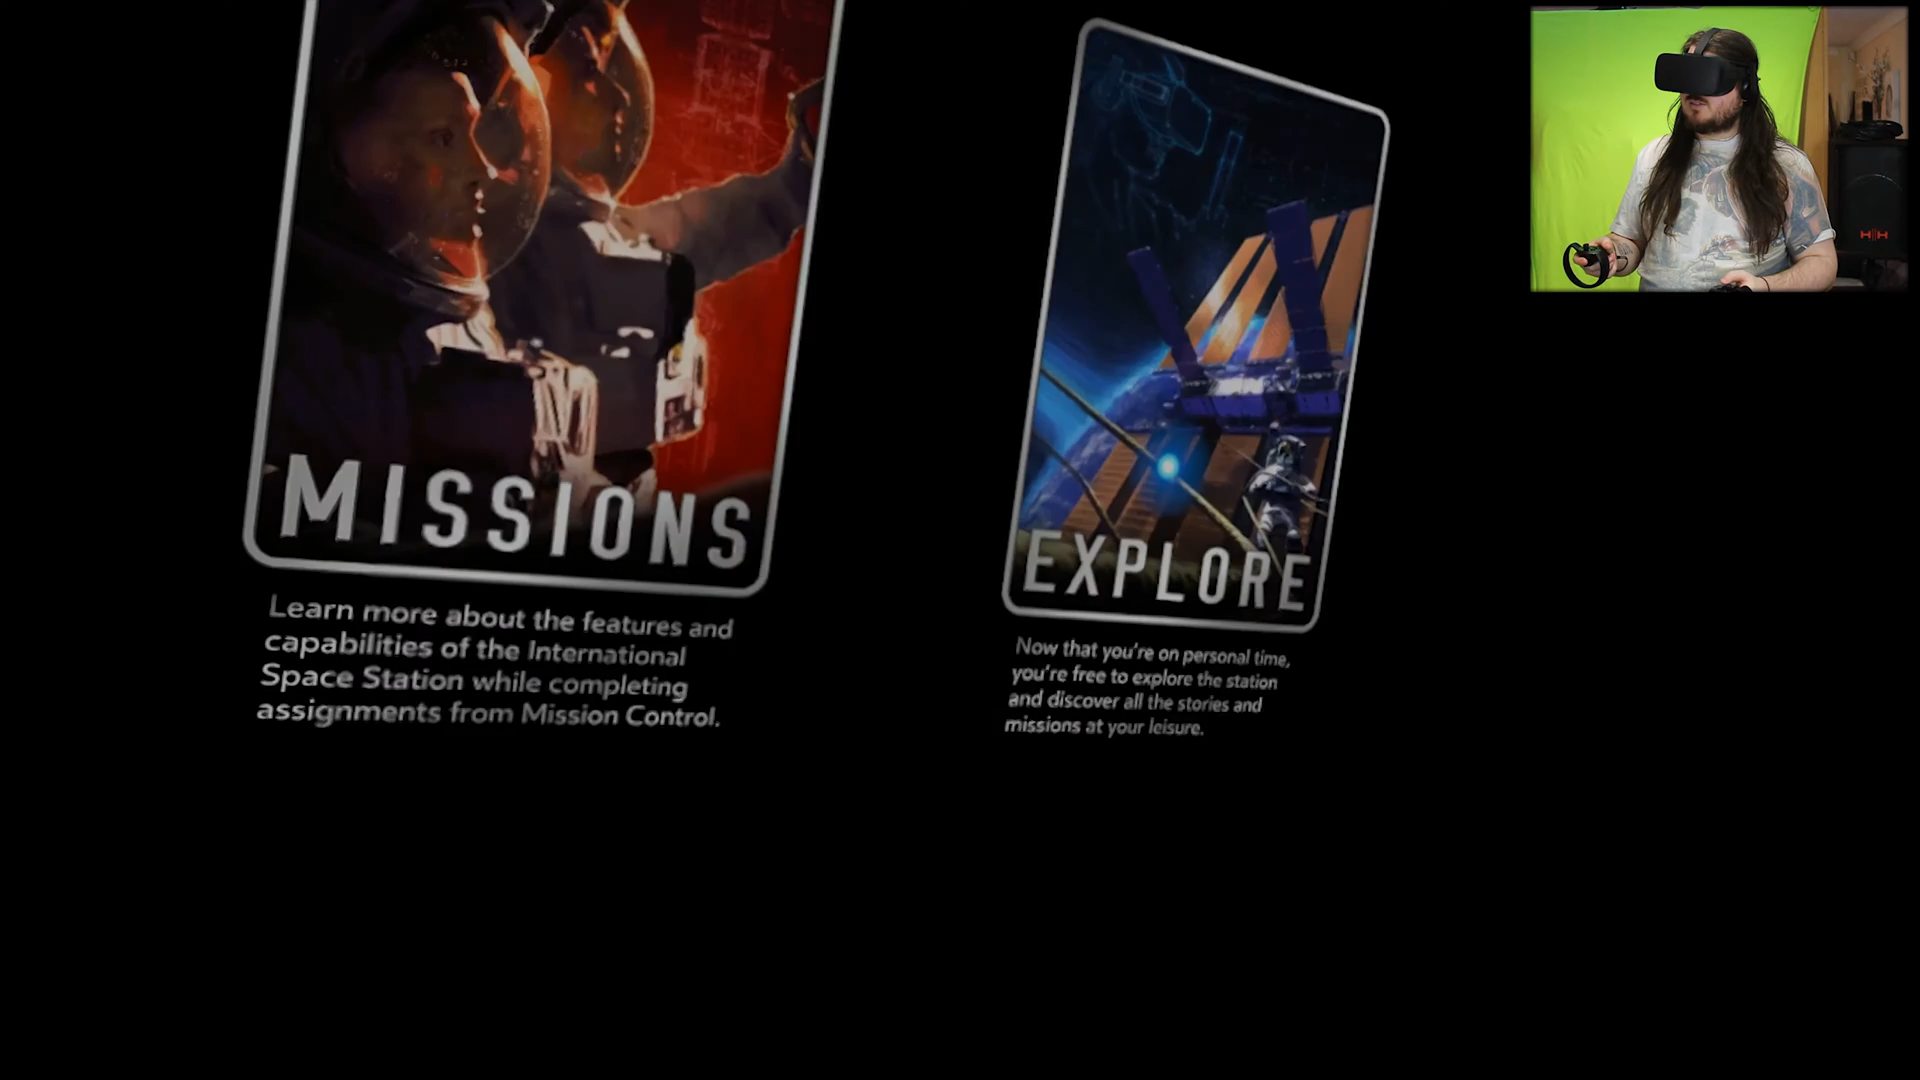 MISSIONS
Learn more about the features and
capabilities of the International
Space Station while completing
assignments from Mission Control.
EXPLORE
Now that you're on personal time,
you're free to explore the station
and discover all the stories and
missions at your leisure.